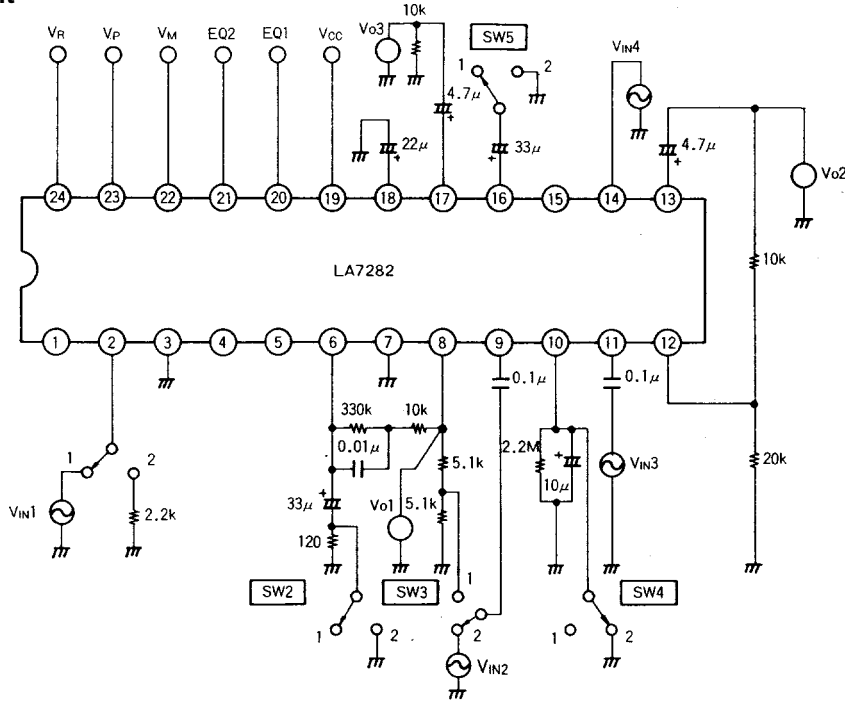 VR VP VM EQ2 EQ1 VCC VO3 10k SW5 VIN4
1 2
4.7μ
22μ + + 33μ + 4.7μ + VO2
24 23 22 21 20 19 18 17 16 15 14 13
10k
LA7282
1 2 3 4 5 6 7 8 9 10 11 12
0.1μ 0.1μ
330k 10k
0.01μ 5.1k 2.2M +
1 2 10μ VIN3 20k
VIN1 2.2k 33μ + VO1 5.1k
120
SW2 SW3 1 SW4
1 2 2 1 2
VIN2